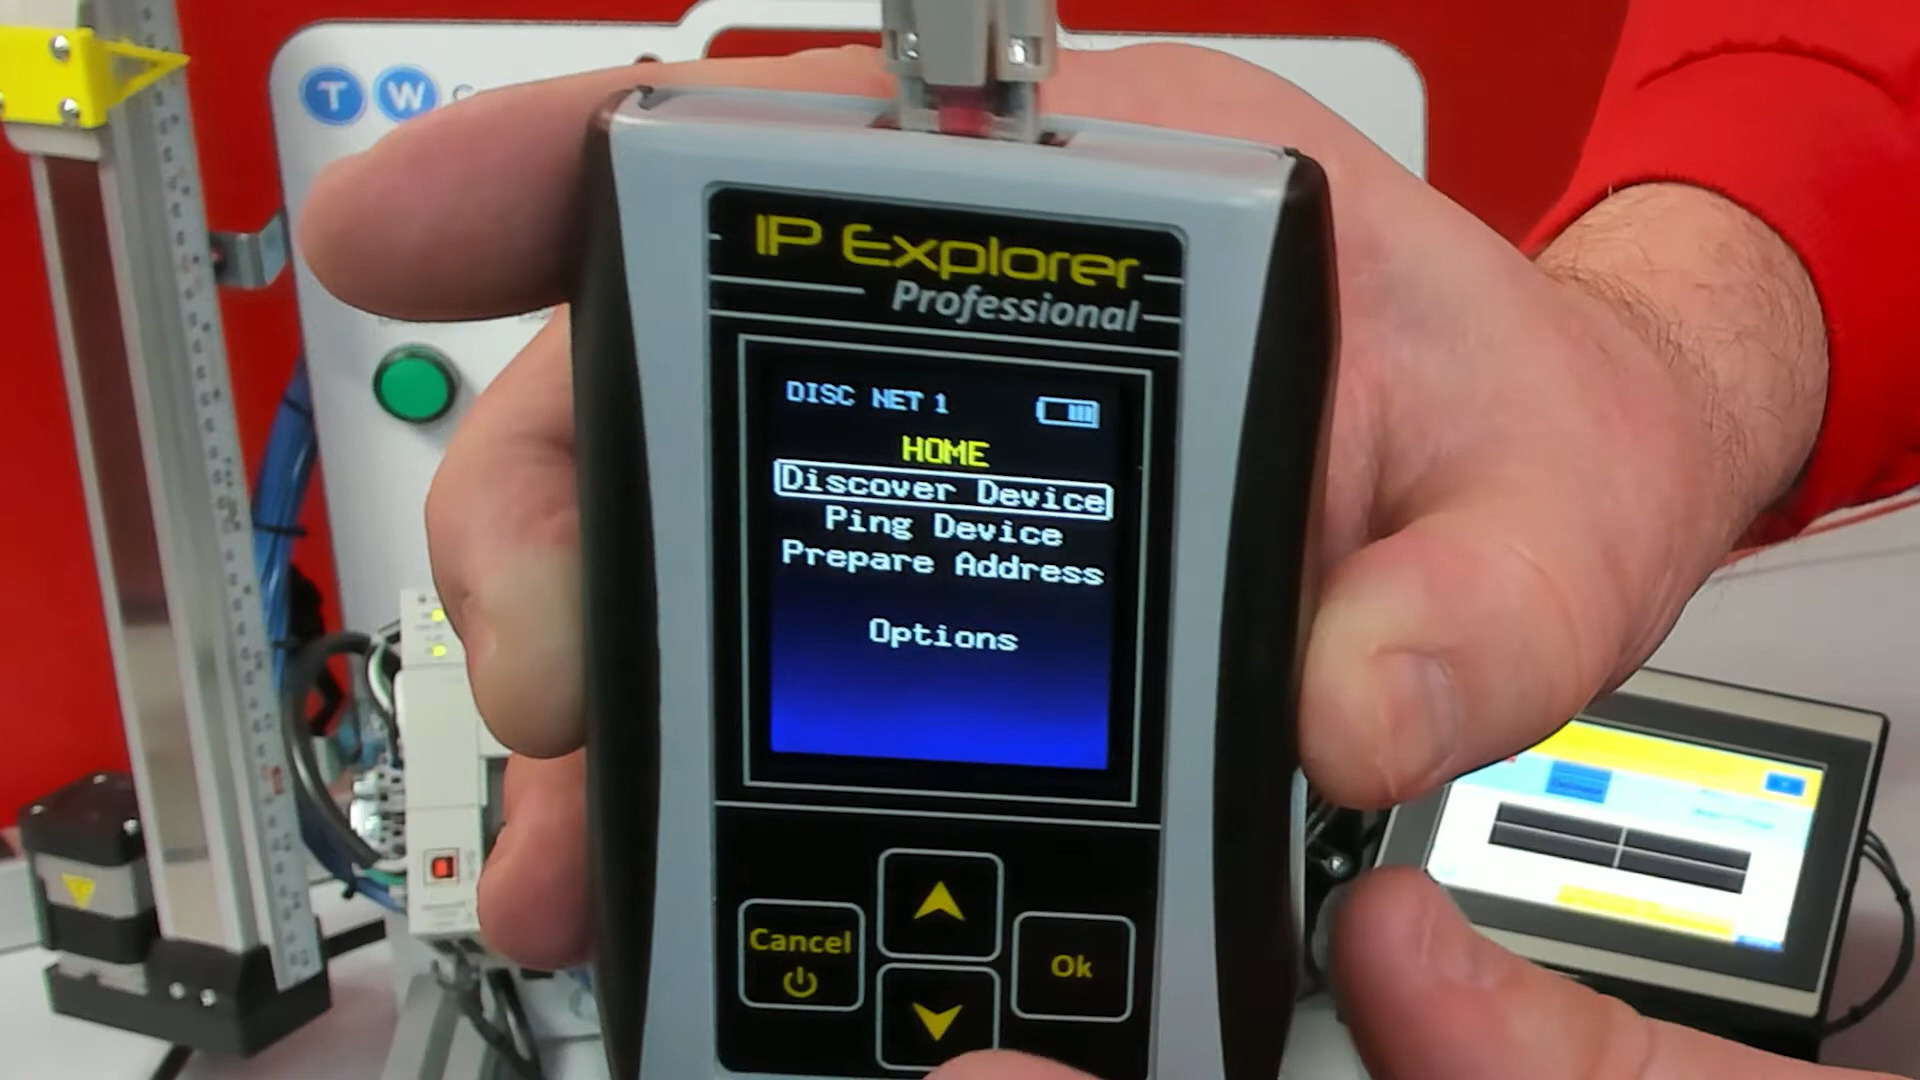 T W
IP Explorer
Professional
DISC NET 1
HOME
Discover Device
Ping Device
Prepare Address
Options
Cancel
Ok